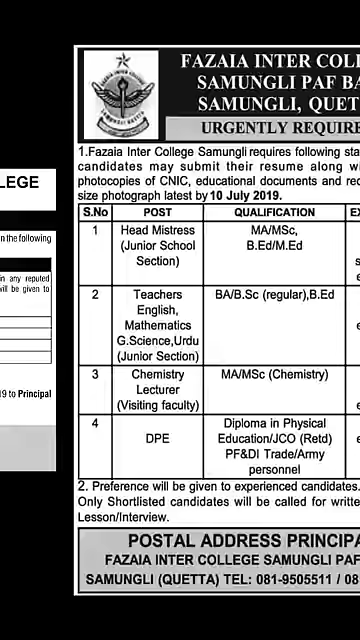 LEGE
n the following
in any reputed
will be given to
19 to Principal
FAZAIA INTER COLLE
SAMUNGLI PAF BA
SAMUNGLI, QUET
URGENTLY REQUIRE
1.Fazaia Inter College Samungli requires following sta
candidates may submit their resume along wi
photocopies of CNIC, educational documents and rec
size photograph latest by 10 July 2019.
S.No POST QUALIFICATION EX
1 Head Mistress MA/MSc,
(Junior School B.Ed/M.Ed
Section) s
e
2 Teachers BA/B.Sc (regular),B.Ed
English,
Mathematics e
G.Science,Urdu
(Junior Section)
3 Chemistry MA/MSc (Chemistry)
Lecturer
(Visiting faculty) e
4 Diploma in Physical
DPE Education/JCO (Retd) e
PF&DI Trade/Army
personnel
2. Preference will be given to experienced candidates.
Only Shortlisted candidates will be called for writte
Lesson/Interview.
POSTAL ADDRESS PRINCIPA
FAZAIA INTER COLLEGE SAMUNGLI PAF
SAMUNGLI (QUETTA) TEL: 081-9505511 / 08